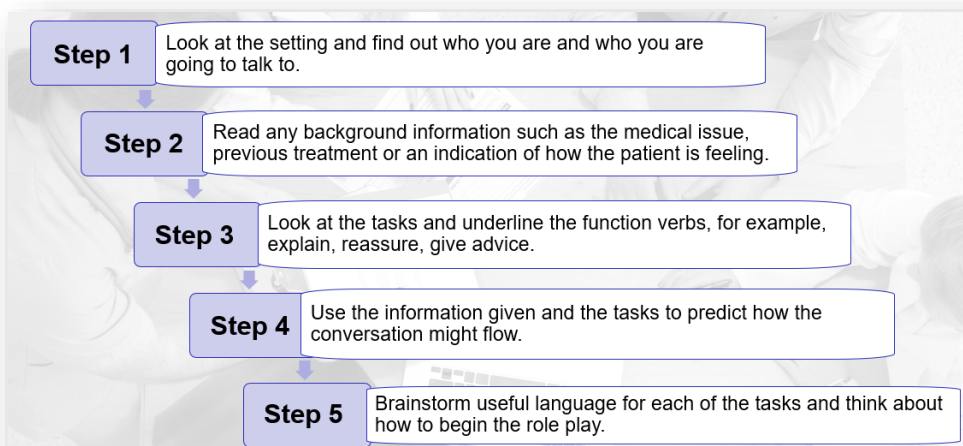 Step 1
Look at the setting and find out who you are and who you are
going to talk to.
Step 2
Read any background information such as the medical issue,
previous treatment or an indication of how the patient is feeling.
Step 3
Look at the tasks and underline the function verbs, for example,
explain, reassure, give advice.
Step 4
Use the information given and the tasks to predict how the
conversation might flow.
Step 5
Brainstorm useful language for each of the tasks and think about
how to begin the role play.